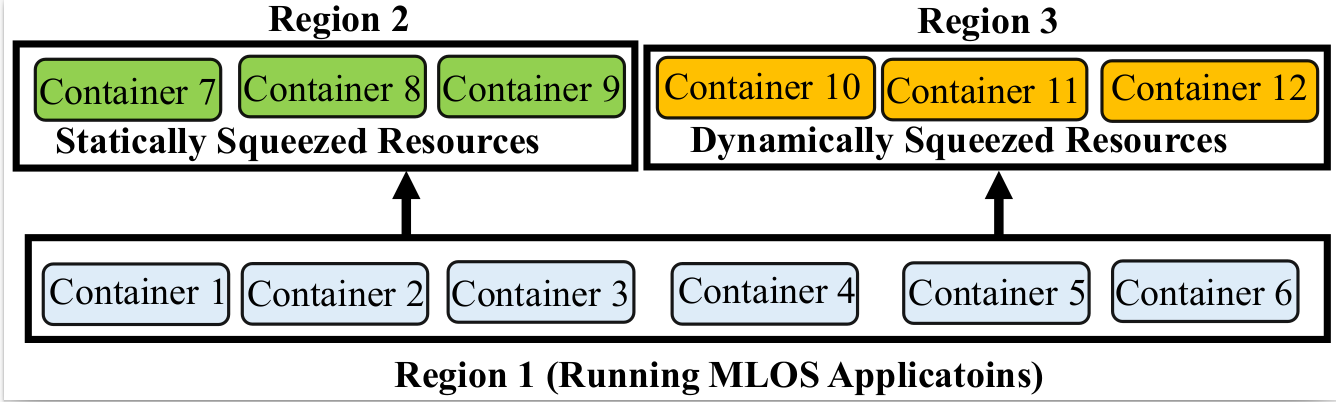 Region 2
Region 3
Container 7
Container 8
Container 9
Container 10
Container 11
Container 12
Statically Squeezed Resources
Dynamically Squeezed Resources
Container 1
Container 2
Container 3
Container 4
Container 5
Container 6
Region 1 (Running MLOS Applicatoins)